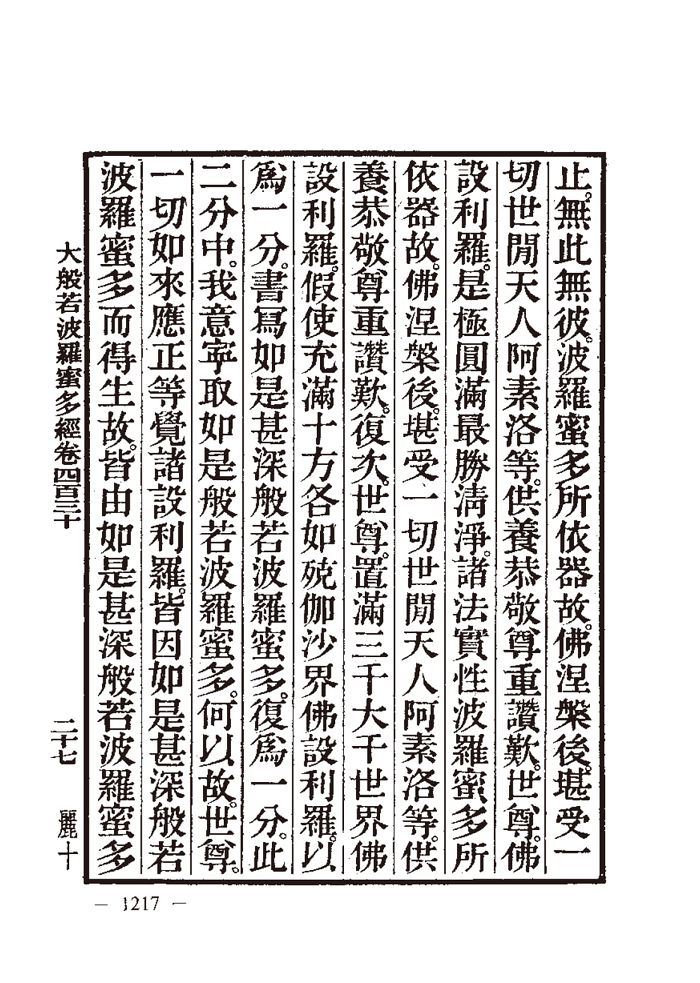 止。無此無彼。波羅蜜多所依器故。佛涅槃後。堪受一
切世閒天人阿素洛等。供養恭敬尊重讚歎。世尊。佛
設利羅。是極圓滿最勝淸淨。諸法實性波羅蜜多所
依器故。佛涅槃後。堪受一切世閒天人阿素洛等。供
養恭敬尊重讚歎。復次。世尊。置滿三千大千世界佛
設利羅。假使充滿十方各如殑伽沙界佛設利羅。以
爲一分。書寫如是甚深般若波羅蜜多。復爲一分。此
二分中。我意寧取如是般若波羅蜜多。何以故。世尊。
一切如來應正等覺諸設利羅。皆因如是甚深般若
波羅蜜多而得生故。皆由如是甚深般若波羅蜜多
大般若波羅蜜多經卷四百三十
二十七
麗十
— 1217 —